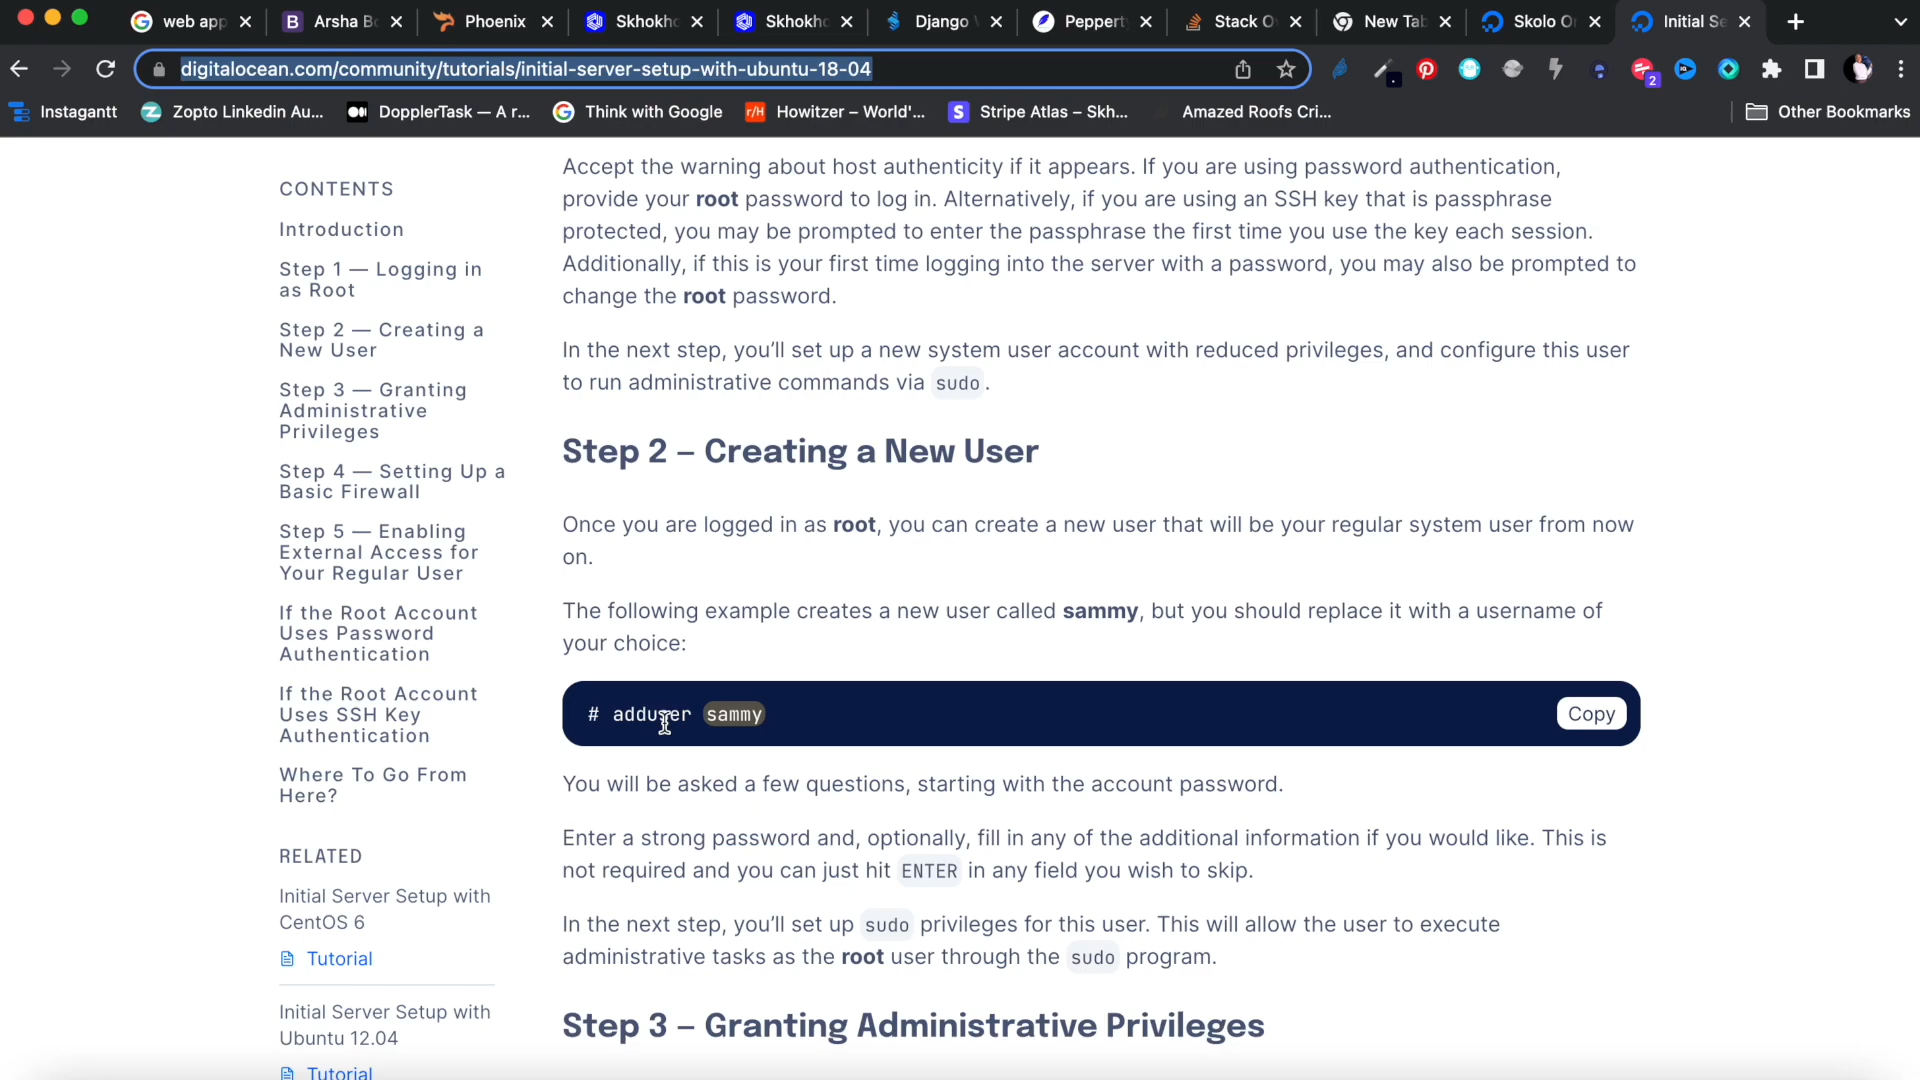 web app
Arsha B
Phoenix
Skhokho
Skhokho
Django
Peppert
Stack O
New Tab
Skolo O
Initial Se
digitalocean.com/community/tutorials/initial-server-setup-with-ubuntu-18-04
2
Instagantt
Zopto Linkedin Au...
DopplerTask — A r...
Think with Google
r/H
Howitzer – World'...
S
Stripe Atlas – Skh...
Amazed Roofs Cri...
Other Bookmarks
CONTENTS
Introduction
Step 1 — Logging in
as Root
Step 2 — Creating a
New User
Step 3 — Granting
Administrative
Privileges
Step 4 — Setting Up a
Basic Firewall
Step 5 — Enabling
External Access for
Your Regular User
If the Root Account
Uses Password
Authentication
If the Root Account
Uses SSH Key
Authentication
Where To Go From
Here?
RELATED
Initial Server Setup with
CentOS 6
Tutorial
Initial Server Setup with
Ubuntu 12.04
Tutorial
Accept the warning about host authenticity if it appears. If you are using password authentication,
provide your root password to log in. Alternatively, if you are using an SSH key that is passphrase
protected, you may be prompted to enter the passphrase the first time you use the key each session.
Additionally, if this is your first time logging into the server with a password, you may also be prompted to
change the root password.
In the next step, you’ll set up a new system user account with reduced privileges, and configure this user
to run administrative commands via sudo.
Step 2 — Creating a New User
Once you are logged in as root, you can create a new user that will be your regular system user from now
on.
The following example creates a new user called sammy, but you should replace it with a username of
your choice:
# adduser sammy
Copy
You will be asked a few questions, starting with the account password.
Enter a strong password and, optionally, fill in any of the additional information if you would like. This is
not required and you can just hit ENTER in any field you wish to skip.
In the next step, you’ll set up sudo privileges for this user. This will allow the user to execute
administrative tasks as the root user through the sudo program.
Step 3 — Granting Administrative Privileges